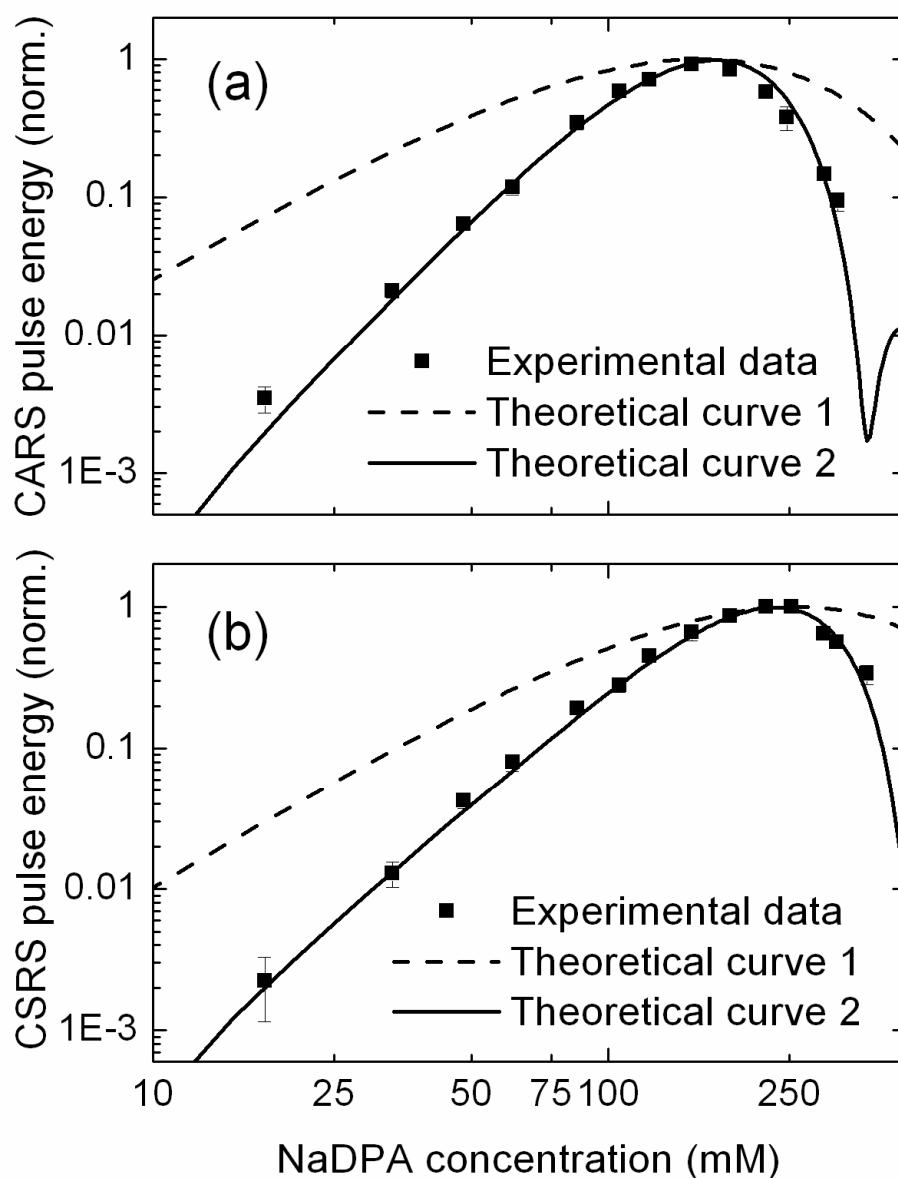 CARS pulse energy (norm.)
1
0.1
0.01
1E-3
(a)
Experimental data
Theoretical curve 1
Theoretical curve 2
CSRS pulse energy (norm.)
1
0.1
0.01
1E-3
(b)
Experimental data
Theoretical curve 1
Theoretical curve 2
10 25 50 75 100 250
NaDPA concentration (mM)